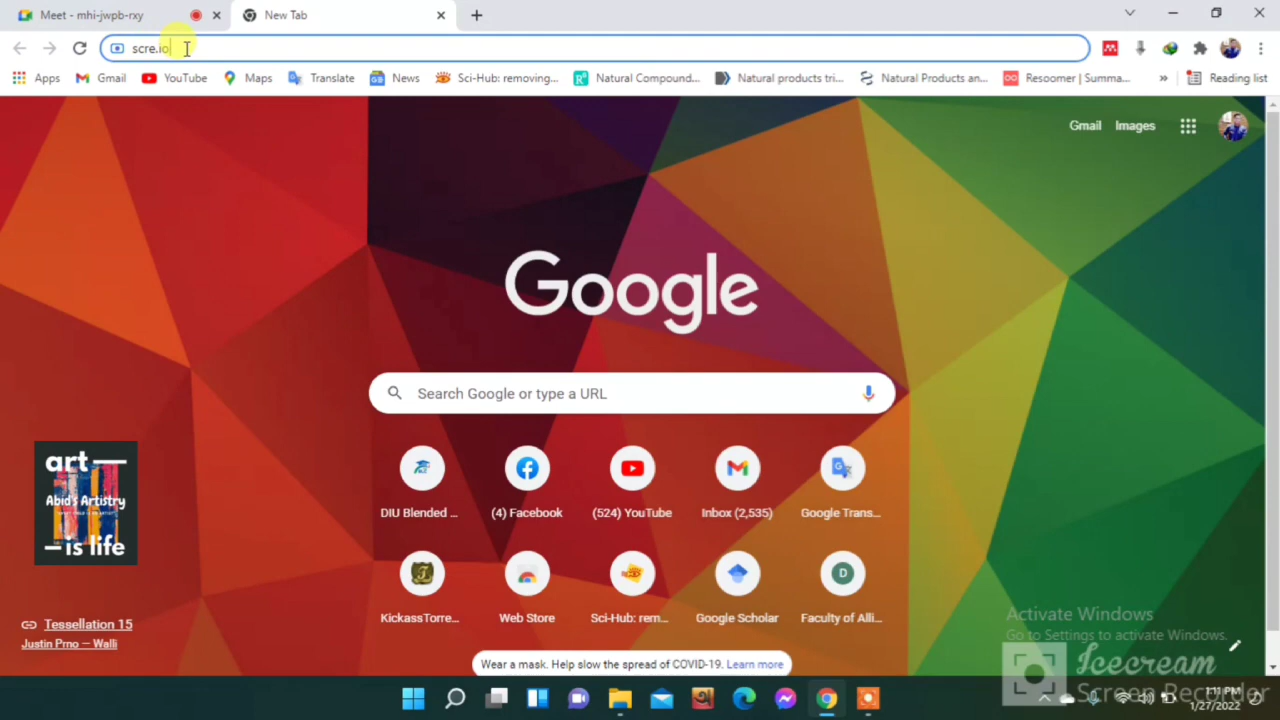 Meet - mhi-jwpb-rxy
New Tab
scre.io
Apps
Gmail
YouTube
Maps
Translate
News
Sci-Hub: removing...
Natural Compound...
Natural products tri...
Natural Products an...
Resoomer | Summa...
»
Reading list
Gmail
Images
Google
Search Google or type a URL
DIU Blended ...
(4) Facebook
(524) YouTube
Inbox (2,535)
Google Trans...
art
Abid's Artistry
is life
KickassTorre...
Web Store
Sci-Hub: rem...
Google Scholar
D
Faculty of Alli...
Tessellation 15
Justin Prno — Walli
Activate Windows
Go to Settings to activate Windows.
Wear a mask. Help slow the spread of COVID-19. Learn more
Icecream
Screen Recorder
1:11 PM
1/27/2022